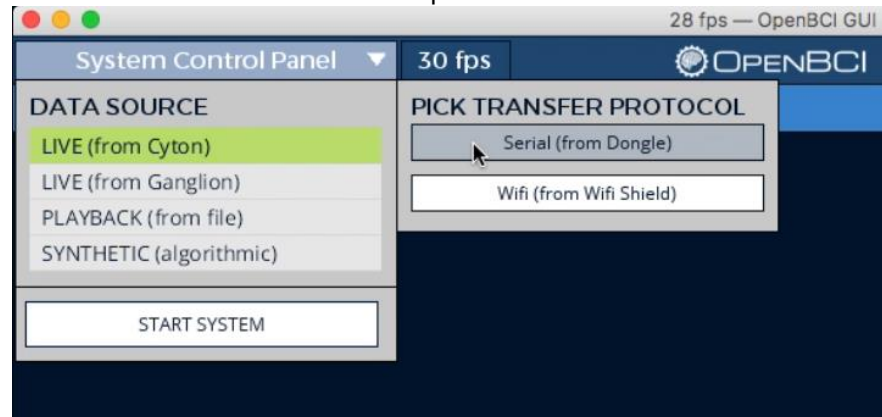 28 fps — OpenBCI GUI
System Control Panel
30 fps
OPENBCI
DATA SOURCE
LIVE (from Cyton)
LIVE (from Ganglion)
PLAYBACK (from file)
SYNTHETIC (algorithmic)
START SYSTEM
PICK TRANSFER PROTOCOL
Serial (from Dongle)
Wifi (from Wifi Shield)